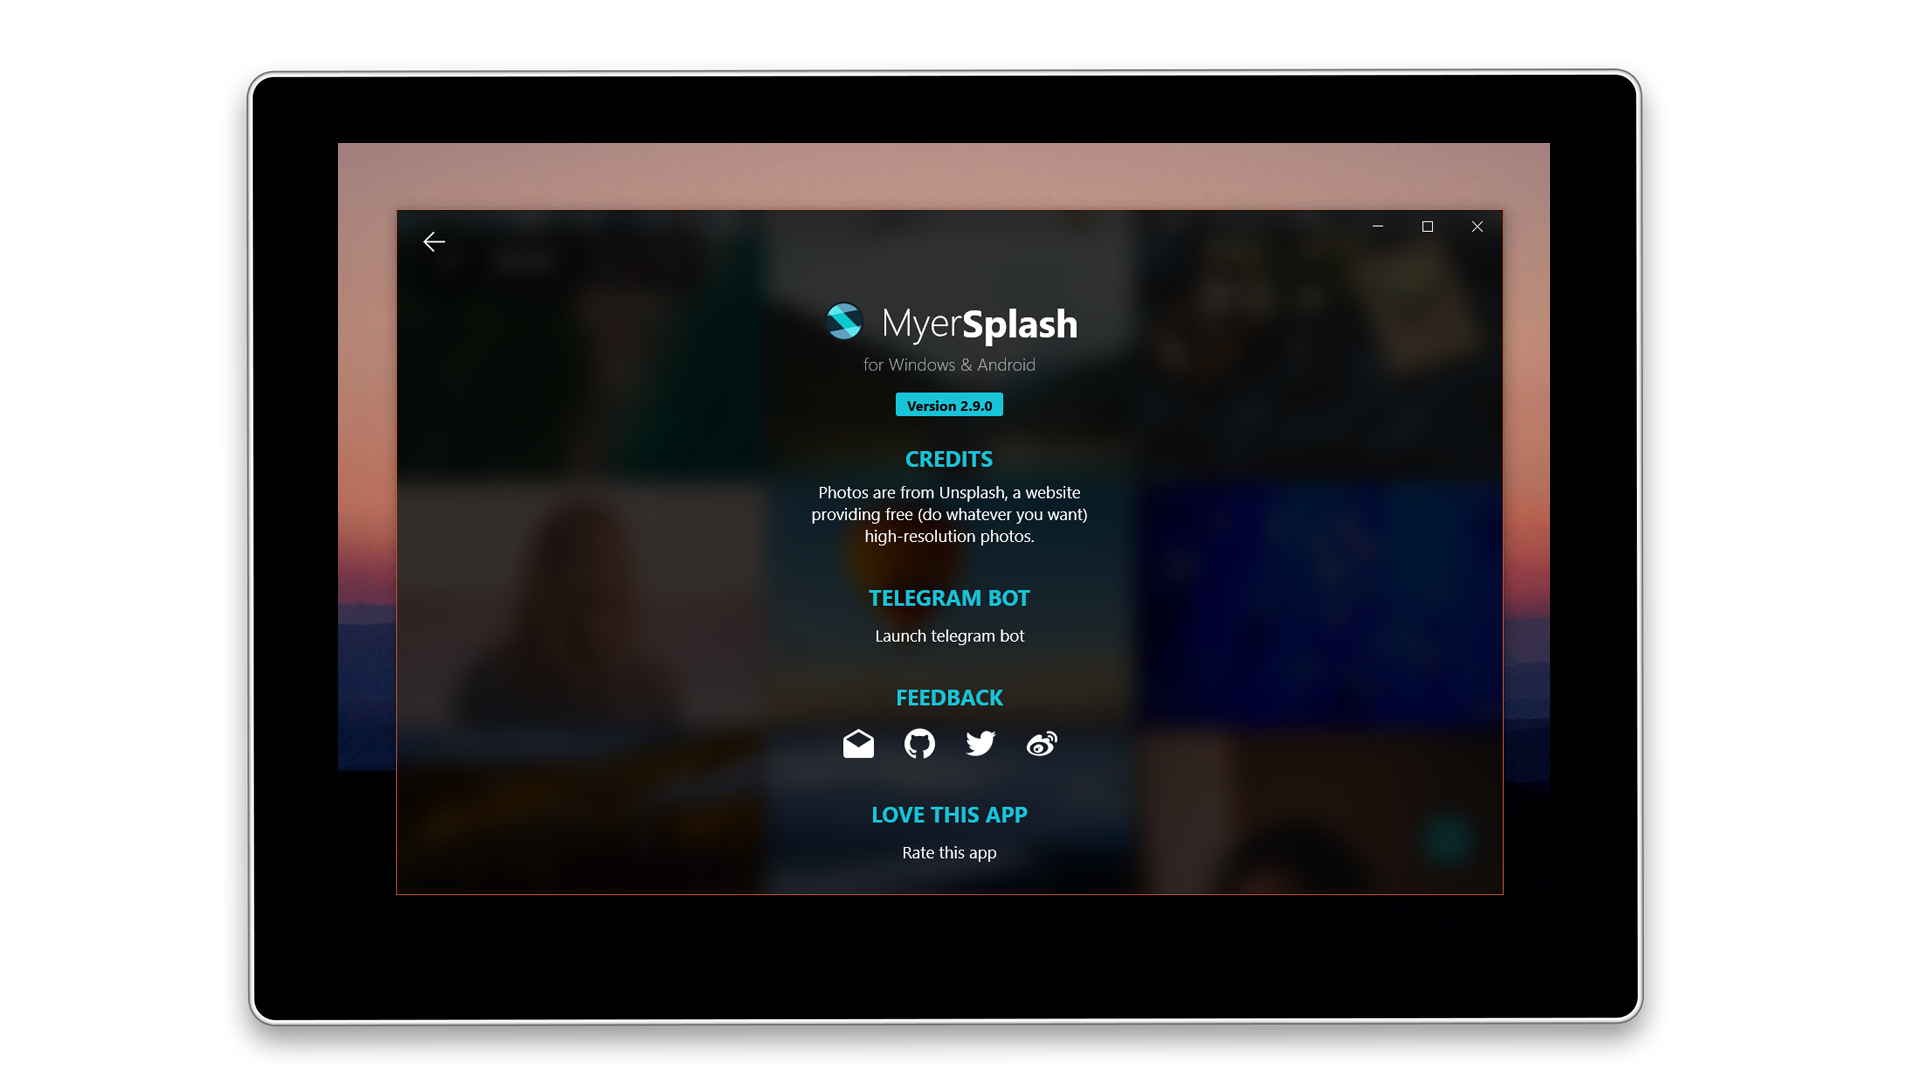 MyerSplash
for Windows & Android
Version 2.9.0
CREDITS
Photos are from Unsplash, a website
providing free (do whatever you want)
high-resolution photos.
TELEGRAM BOT
Launch telegram bot
FEEDBACK
LOVE THIS APP
Rate this app